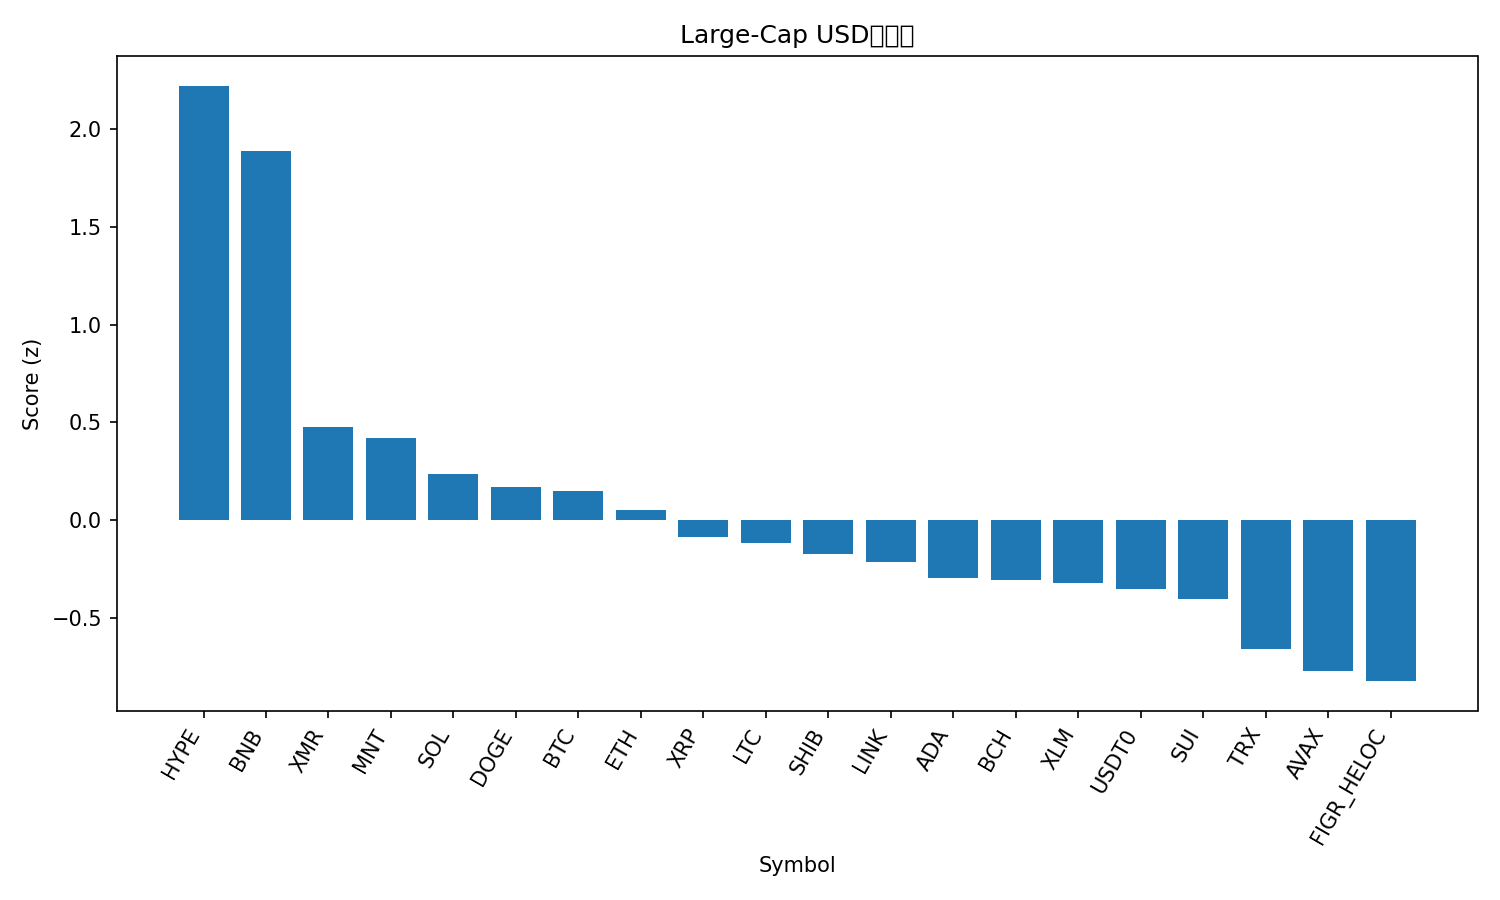 Large-Cap USD
Score (z)
2.0
1.5
1.0
0.5
0.0
−0.5
HYPE
BNB
XMR
MNT
SOL
DOGE
BTC
ETH
XRP
LTC
SHIB
LINK
ADA
BCH
XLM
USDT0
SUI
TRX
AVAX
FIGR_HELOC
Symbol